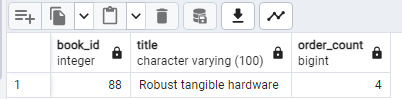 book_id title order_count
integer character varying (100) bigint
1 88 Robust tangible hardware 4